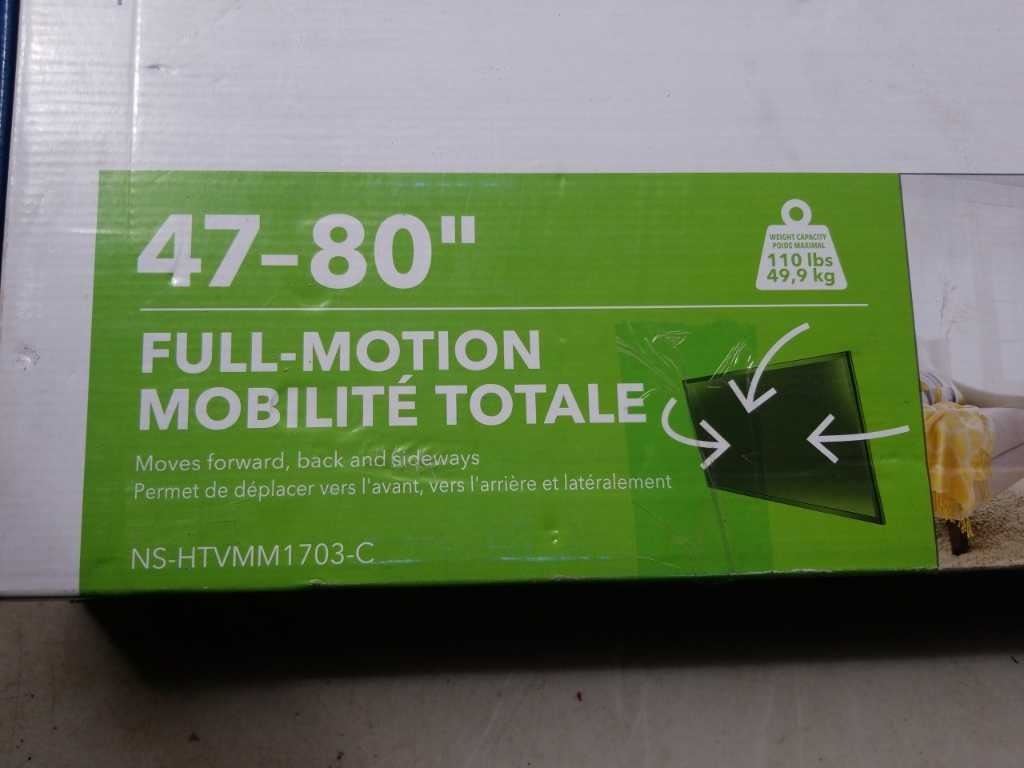 47-80"
WEIGHT CAPACITY
POIDS MAXIMAL
110 lbs
49,9 kg
FULL-MOTION
MOBILITÉ TOTALE
Moves forward, back and sideways
Permet de déplacer vers l'avant, vers l'arrière et latéralement
NS-HTVMM1703-C